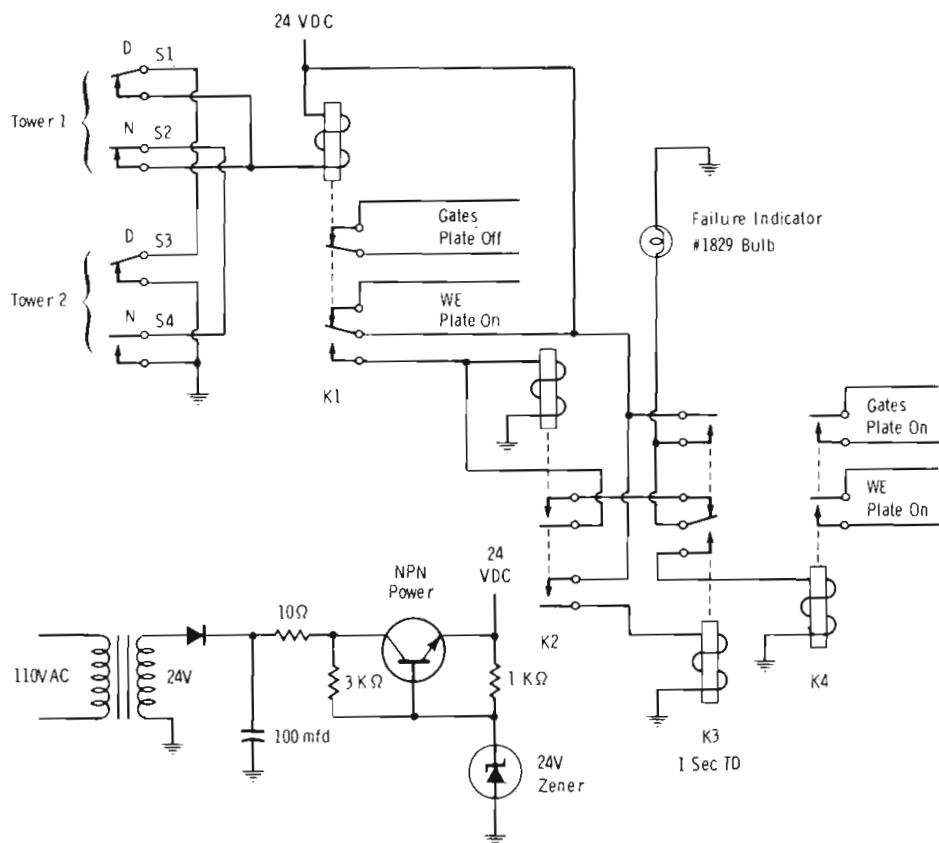 24 VDC
D S1
Tower 1
N S2
D S3
Tower 2
N S4
Gates
Plate Off
WE
Plate On
K1
Failure Indicator
#1829 Bulb
Gates
Plate On
WE
Plate On
K2
K4
K3
1 Sec TD
110VAC
24V
10Ω
100 mfd
3 KΩ
NPN
Power
24
VDC
1 KΩ
24V
Zener